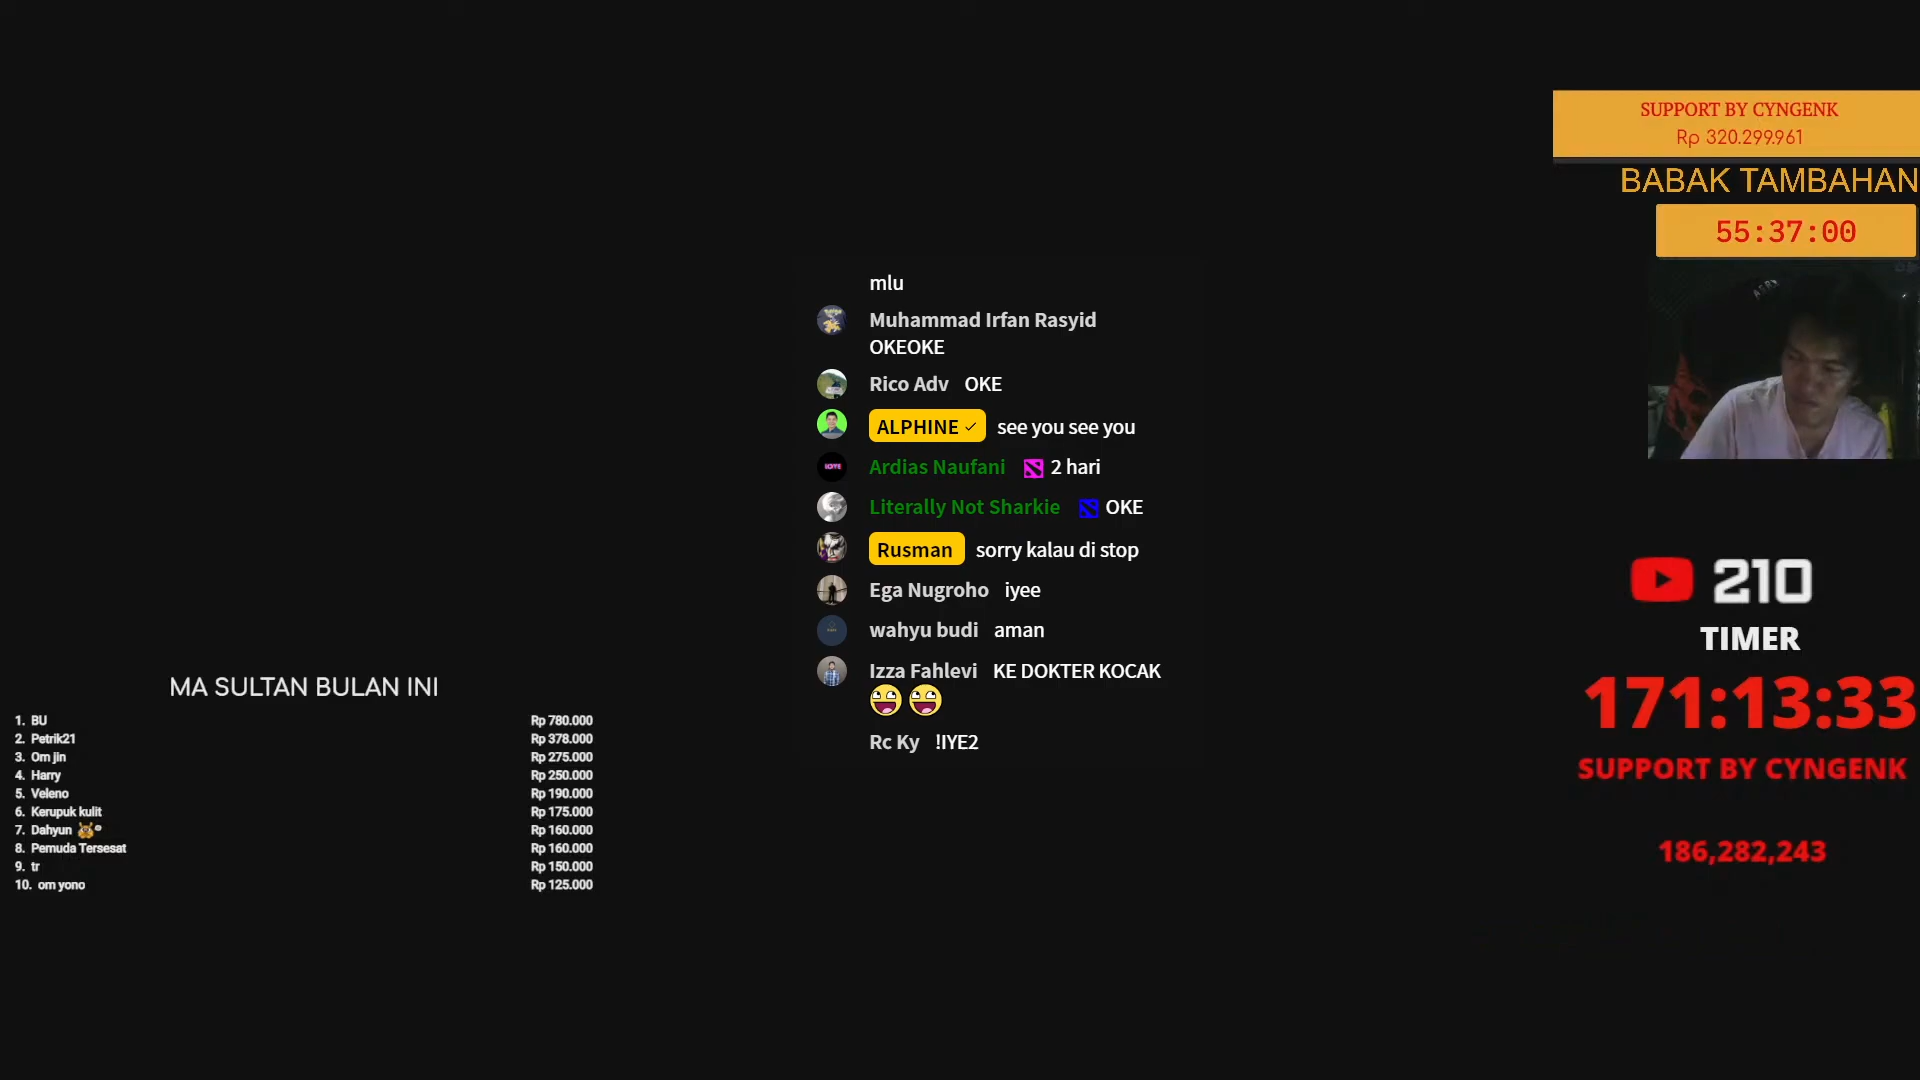 SUPPORT BY CYNGENK
Rp 320.299.961
BABAK TAMBAHAN
55:37:00
mlu
Muhammad Irfan Rasyid
OKEOKE
Rico Adv OKE
ALPHINE ✓ see you see you
Ardias Naufani 2 hari
Literally Not Sharkie OKE
Rusman sorry kalau di stop
Ega Nugroho iyee
wahyu budi aman
Izza Fahlevi KE DOKTER KOCAK
Rc Ky !IYE2
MA SULTAN BULAN INI
1. BU Rp 780.000
2. Petrik21 Rp 378.000
3. Om jin Rp 275.000
4. Harry Rp 250.000
5. Veleno Rp 190.000
6. Kerupuk kulit Rp 175.000
7. Dahyun Rp 160.000
8. Pemuda Tersesat Rp 160.000
9. tr Rp 150.000
10. om yono Rp 125.000
210
TIMER
171:13:33
SUPPORT BY CYNGENK
186,282,243